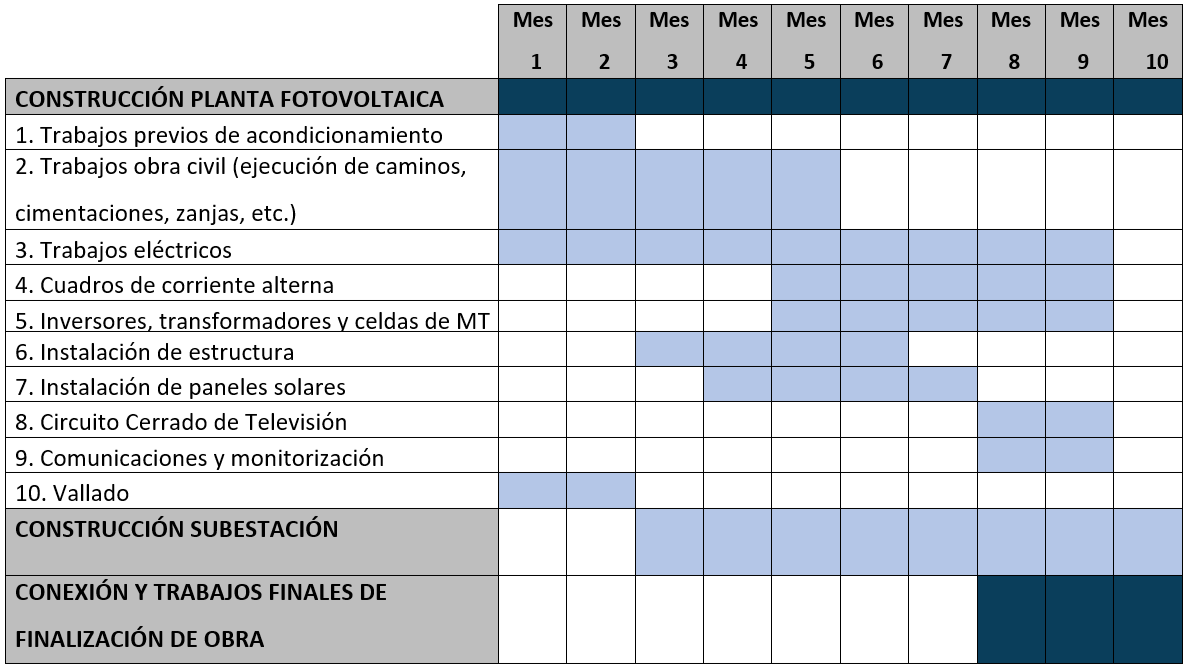 Mes Mes Mes Mes Mes Mes Mes Mes Mes Mes
1 2 3 4 5 6 7 8 9 10
CONSTRUCCIÓN PLANTA FOTOVOLTAICA
1. Trabajos previos de acondicionamiento
2. Trabajos obra civil (ejecución de caminos,
cimentaciones, zanjas, etc.)
3. Trabajos eléctricos
4. Cuadros de corriente alterna
5. Inversores, transformadores y celdas de MT
6. Instalación de estructura
7. Instalación de paneles solares
8. Circuito Cerrado de Televisión
9. Comunicaciones y monitorización
10. Vallado
CONSTRUCCIÓN SUBESTACIÓN
CONEXIÓN Y TRABAJOS FINALES DE
FINALIZACIÓN DE OBRA